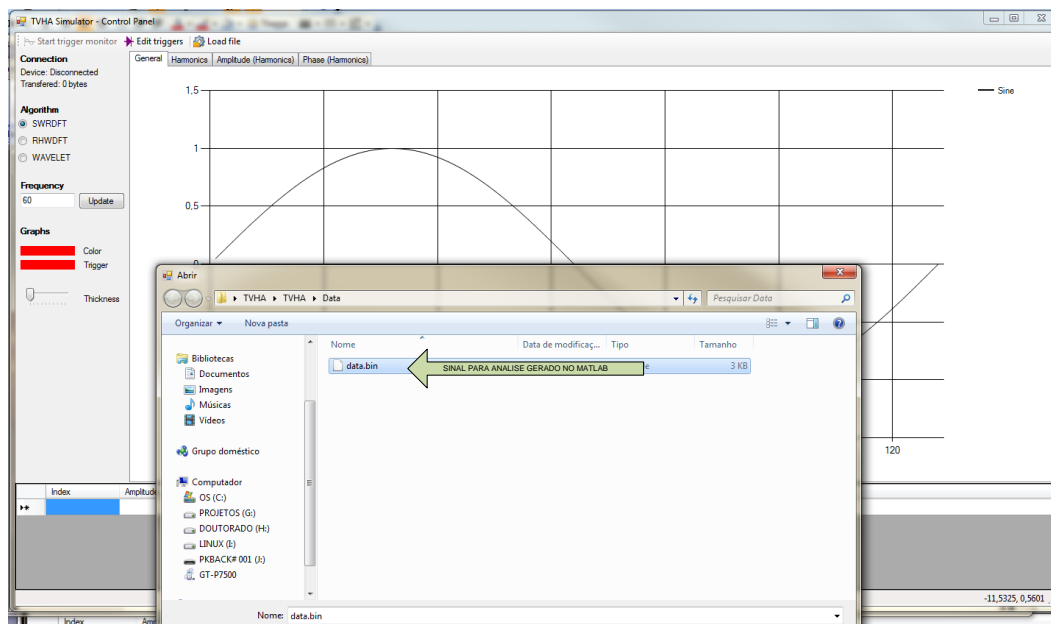 TVHA Simulator - Control Panel
Start trigger monitor Edit triggers Load file
Connection
Device: Disconnected
Transfered: 0 bytes
Algorithm
SWRDFT
RHWDFT
WAVELET
Frequency
60 Update
Graphs
Color
Trigger
Thickness
General Harmonics Amplitude (Harmonics) Phase (Harmonics)
1,5
1
0,5
0
Sine
120
Abrir
TVHA TVHA Data
Pesquisar Data
Organizar Nova pasta
Bibliotecas
Documentos
Imagens
Músicas
Vídeos
Grupo doméstico
Computador
OS (C:)
PROJETOS (G:)
DOUTORADO (H:)
LINUX (I:)
PKBACK# 001 (J:)
GT-P7500
Nome Data de modificaç... Tipo Tamanho
data.bin 3 KB
SINAL PARA ANALISE GERADO NO MATLAB
Nome: data.bin
Index Amplitude
-11,5325, 0,5601
Index